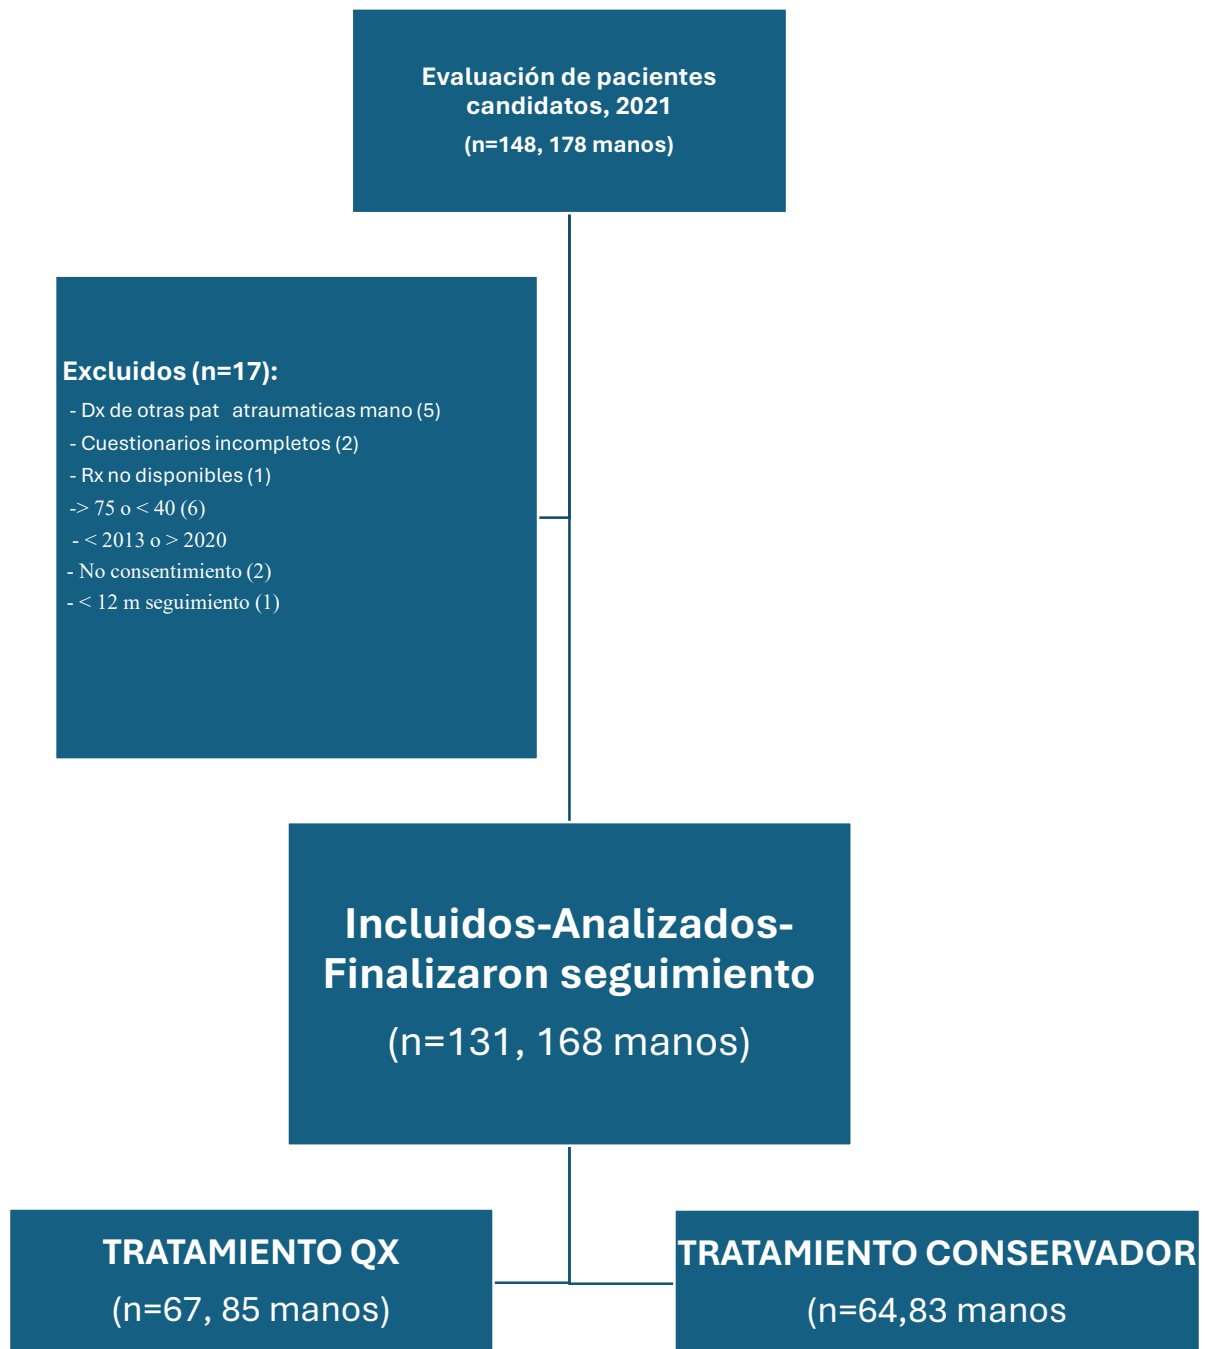 Evaluación de pacientes
candidatos, 2021
(n=148, 178 manos)
Excluidos (n=17):
- Dx de otras pat atraumaticas mano (5)
- Cuestionarios incompletos (2)
- Rx no disponibles (1)
-> 75 o < 40 (6)
- < 2013 o > 2020
- No consentimiento (2)
- < 12 m seguimiento (1)
Incluidos-Analizados-
Finalizaron seguimiento
(n=131, 168 manos)
TRATAMIENTO QX
(n=67, 85 manos)
TRATAMIENTO CONSERVADOR
(n=64,83 manos